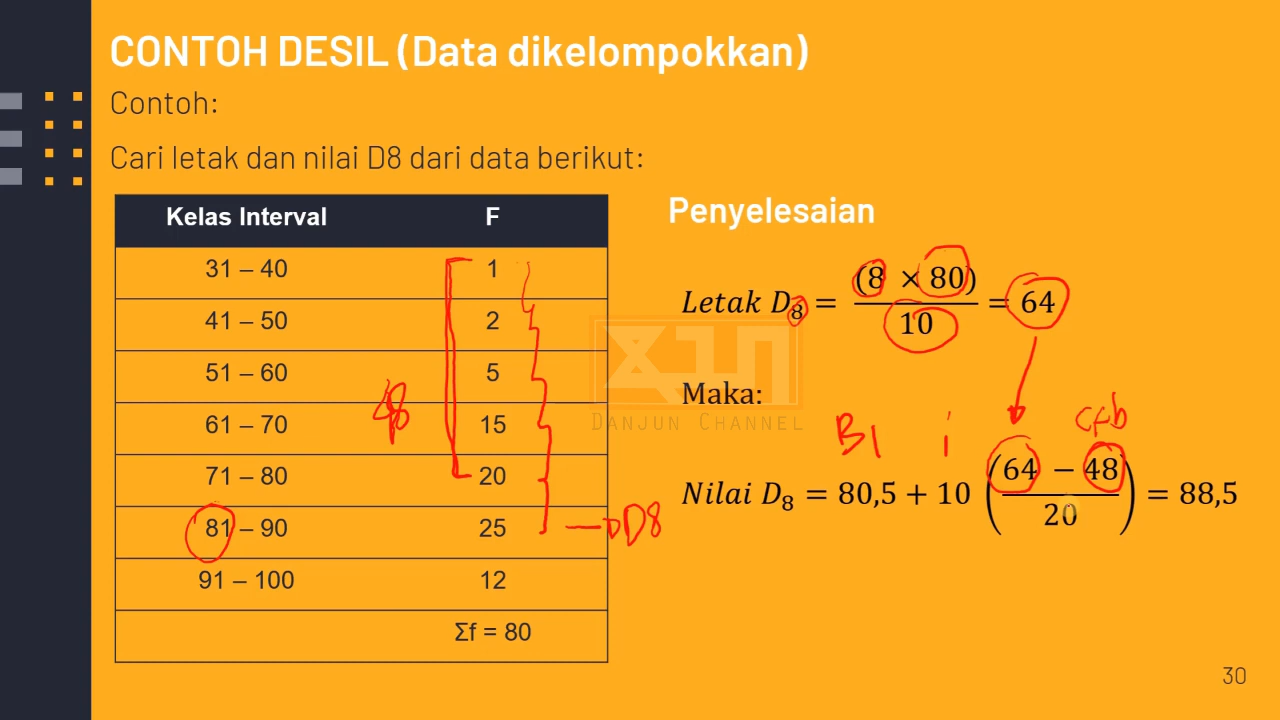 CONTOH DESIL (Data dikelompokkan)
Contoh:
Cari letak dan nilai D8 dari data berikut:
Kelas Interval F
31 – 40 1
41 – 50 2
51 – 60 5
61 – 70 15
71 – 80 20
81 – 90 25
91 – 100 12
Σf = 80
48
D8
Penyelesaian
Letak D₈ = (8 × 80) / 10 = 64
Maka:
B1 i cfb
Nilai D₈ = 80,5 + 10 ((64 − 48) / 20) = 88,5
DANJUN CHANNEL
30